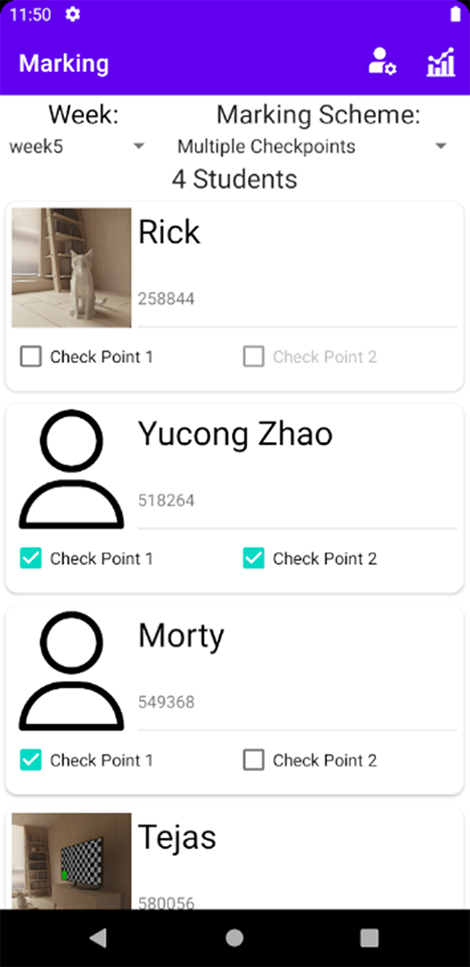 11:50
Marking
Week: Marking Scheme:
week5 Multiple Checkpoints
4 Students
Rick
258844
Check Point 1 Check Point 2
Yucong Zhao
518264
Check Point 1 Check Point 2
Morty
549368
Check Point 1 Check Point 2
Tejas
580056